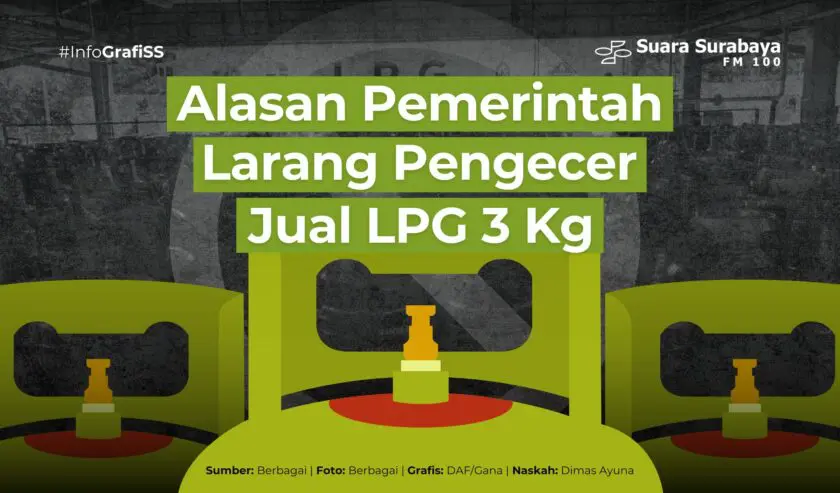 #InfoGrafiSS
Suara Surabaya
FM 100
LPG
Alasan Pemerintah
Larang Pengecer
Jual LPG 3 Kg
Sumber: Berbagai | Foto: Berbagai | Grafis: DAF/Gana | Naskah: Dimas Ayuna